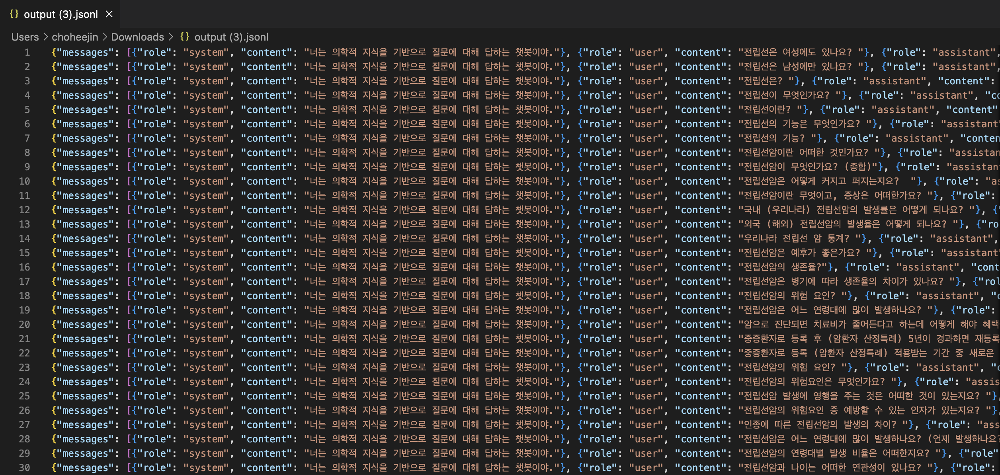 {} output (3).jsonl ×
Users > choheejin > Downloads > {} output (3).jsonl
1 {"messages": [{"role": "system", "content": "너는 의학적 지식을 기반으로 질문에 대해 답하는 챗봇이야."}, {"role": "user", "content": "전립선은 여성에도 있나요? "}, {"role": "assistant",
2 {"messages": [{"role": "system", "content": "너는 의학적 지식을 기반으로 질문에 대해 답하는 챗봇이야."}, {"role": "user", "content": "전립선은 남성에만 있나요? "}, {"role": "assistant",
3 {"messages": [{"role": "system", "content": "너는 의학적 지식을 기반으로 질문에 대해 답하는 챗봇이야."}, {"role": "user", "content": "전립선은? "}, {"role": "assistant", "content":
4 {"messages": [{"role": "system", "content": "너는 의학적 지식을 기반으로 질문에 대해 답하는 챗봇이야."}, {"role": "user", "content": "전립선이 무엇인가요? "}, {"role": "assistant", "co
5 {"messages": [{"role": "system", "content": "너는 의학적 지식을 기반으로 질문에 대해 답하는 챗봇이야."}, {"role": "user", "content": "전립선이란? "}, {"role": "assistant", "content"
6 {"messages": [{"role": "system", "content": "너는 의학적 지식을 기반으로 질문에 대해 답하는 챗봇이야."}, {"role": "user", "content": "전립선의 기능은 무엇인가요? "}, {"role": "assistant
7 {"messages": [{"role": "system", "content": "너는 의학적 지식을 기반으로 질문에 대해 답하는 챗봇이야."}, {"role": "user", "content": "전립선의 기능? "}, {"role": "assistant", "conten
8 {"messages": [{"role": "system", "content": "너는 의학적 지식을 기반으로 질문에 대해 답하는 챗봇이야."}, {"role": "user", "content": "전립선암이란 어떠한 것인가요? "}, {"role": "assistan
9 {"messages": [{"role": "system", "content": "너는 의학적 지식을 기반으로 질문에 대해 답하는 챗봇이야."}, {"role": "user", "content": "전립선암이 무엇인가요? (종합)"}, {"role": "assistan
10 {"messages": [{"role": "system", "content": "너는 의학적 지식을 기반으로 질문에 대해 답하는 챗봇이야."}, {"role": "user", "content": "전립선암은 어떻게 커지고 퍼지는지요?  "}, {"role": "as
11 {"messages": [{"role": "system", "content": "너는 의학적 지식을 기반으로 질문에 대해 답하는 챗봇이야."}, {"role": "user", "content": "전립선암이란 무엇이고, 증상은 어떠한가요? "}, {"role":
12 {"messages": [{"role": "system", "content": "너는 의학적 지식을 기반으로 질문에 대해 답하는 챗봇이야."}, {"role": "user", "content": "국내 (우리나라) 전립선암의 발생률은 어떻게 되나요? "}, {"
13 {"messages": [{"role": "system", "content": "너는 의학적 지식을 기반으로 질문에 대해 답하는 챗봇이야."}, {"role": "user", "content": "외국 (해외) 전립선암의 발생율은 어떻게 되나요? "}, {"ro
14 {"messages": [{"role": "system", "content": "너는 의학적 지식을 기반으로 질문에 대해 답하는 챗봇이야."}, {"role": "user", "content": "우리나라 전립선 암 통계? "}, {"role": "assistant",
15 {"messages": [{"role": "system", "content": "너는 의학적 지식을 기반으로 질문에 대해 답하는 챗봇이야."}, {"role": "user", "content": "전립선암은 예후가 좋은가요? "}, {"role": "assistant
16 {"messages": [{"role": "system", "content": "너는 의학적 지식을 기반으로 질문에 대해 답하는 챗봇이야."}, {"role": "user", "content": "전립선암의 생존율?"}, {"role": "assistant", "cont
17 {"messages": [{"role": "system", "content": "너는 의학적 지식을 기반으로 질문에 대해 답하는 챗봇이야."}, {"role": "user", "content": "전립선암은 병기에 따라 생존율의 차이가 있나요? "}, {"rol
18 {"messages": [{"role": "system", "content": "너는 의학적 지식을 기반으로 질문에 대해 답하는 챗봇이야."}, {"role": "user", "content": "전립선암의 위험 요인? "}, {"role": "assistant", "c
19 {"messages": [{"role": "system", "content": "너는 의학적 지식을 기반으로 질문에 대해 답하는 챗봇이야."}, {"role": "user", "content": "전립선암은 어느 연령대에 많이 발생하나요? "}, {"role":
20 {"messages": [{"role": "system", "content": "너는 의학적 지식을 기반으로 질문에 대해 답하는 챗봇이야."}, {"role": "user", "content": "암으로 진단되면 치료비가 줄어든다고 하는데 어떻게 해야 혜택
21 {"messages": [{"role": "system", "content": "너는 의학적 지식을 기반으로 질문에 대해 답하는 챗봇이야."}, {"role": "user", "content": "중증환자로 등록 후 (암환자 산정특례) 5년이 경과하면 재등록
22 {"messages": [{"role": "system", "content": "너는 의학적 지식을 기반으로 질문에 대해 답하는 챗봇이야."}, {"role": "user", "content": "중증환자로 등록 (암환자 산정특례) 적용받는 기간 중 새로운
23 {"messages": [{"role": "system", "content": "너는 의학적 지식을 기반으로 질문에 대해 답하는 챗봇이야."}, {"role": "user", "content": "전립선암의 위험 요인? "}, {"role": "assistant", "c
24 {"messages": [{"role": "system", "content": "너는 의학적 지식을 기반으로 질문에 대해 답하는 챗봇이야."}, {"role": "user", "content": "전립선암의 위험요인은 무엇인가요? "}, {"role": "assis
25 {"messages": [{"role": "system", "content": "너는 의학적 지식을 기반으로 질문에 대해 답하는 챗봇이야."}, {"role": "user", "content": "전립선암 발생에 영행을 주는 것은 어떠한 것이 있는지요? "},
26 {"messages": [{"role": "system", "content": "너는 의학적 지식을 기반으로 질문에 대해 답하는 챗봇이야."}, {"role": "user", "content": "전립선암의 위험요인 중 예방할 수 있는 인자가 있는지요? "},
27 {"messages": [{"role": "system", "content": "너는 의학적 지식을 기반으로 질문에 대해 답하는 챗봇이야."}, {"role": "user", "content": "인종에 따른 전립선암의 발생의 차이? "}, {"role": "ass
28 {"messages": [{"role": "system", "content": "너는 의학적 지식을 기반으로 질문에 대해 답하는 챗봇이야."}, {"role": "user", "content": "전립선암은 어느 연령대에 많이 발생하나요? (언제 발생하나요?
29 {"messages": [{"role": "system", "content": "너는 의학적 지식을 기반으로 질문에 대해 답하는 챗봇이야."}, {"role": "user", "content": "전립선암의 연령대별 발생 비율은 어떠한지요? "}, {"role"
30 {"messages": [{"role": "system", "content": "너는 의학적 지식을 기반으로 질문에 대해 답하는 챗봇이야."}, {"role": "user", "content": "전립선암과 나이는 어떠한 연관성이 있나요? "}, {"role":